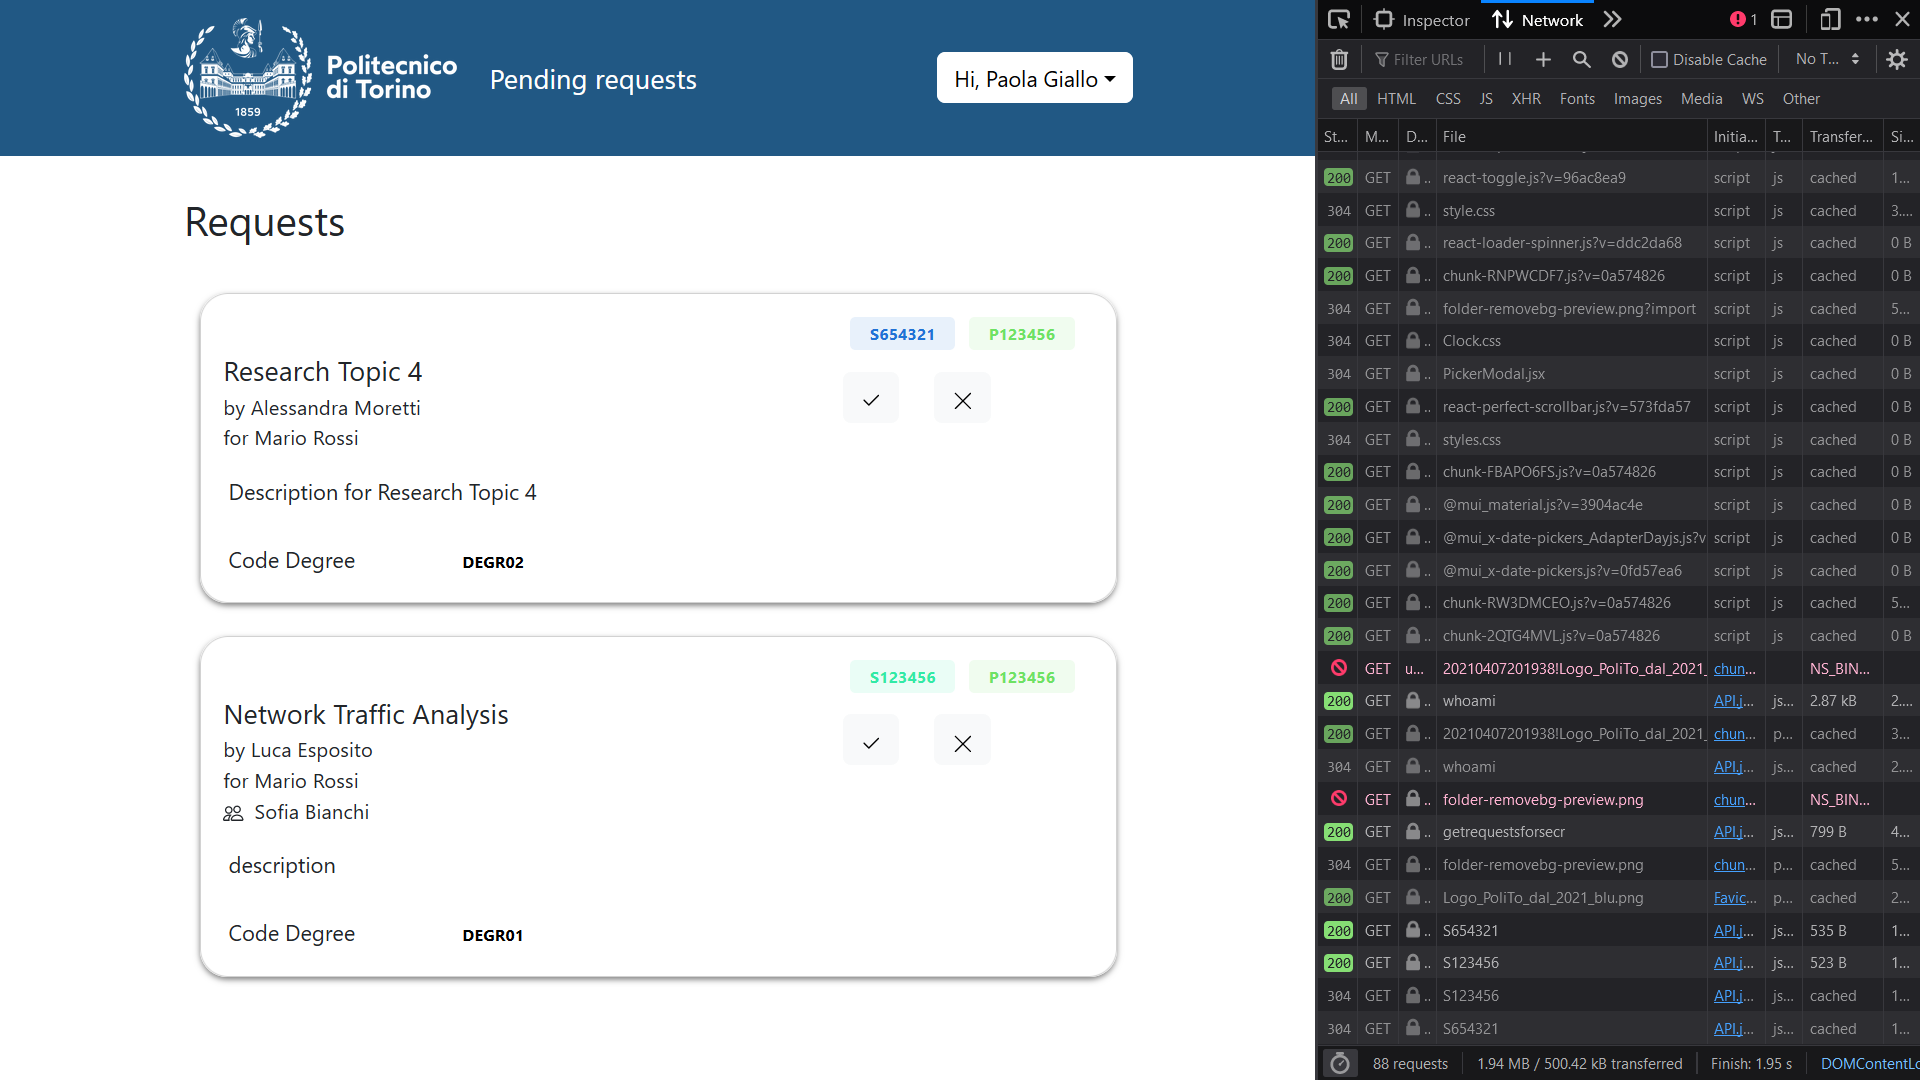 1859
Politecnico
di Torino
Pending requests
Hi, Paola Giallo
Requests
S654321 P123456
Research Topic 4
by Alessandra Moretti
for Mario Rossi
Description for Research Topic 4
Code Degree DEGR02
S123456 P123456
Network Traffic Analysis
by Luca Esposito
for Mario Rossi
Sofia Bianchi
description
Code Degree DEGR01
Inspector Network 1
Filter URLs Disable Cache No T...
All HTML CSS JS XHR Fonts Images Media WS Other
St... M... D... File Initia... T... Transfer... Si...
200 GET .. react-toggle.js?v=96ac8ea9 script js cached 1...
304 GET .. style.css script js cached 3....
200 GET .. react-loader-spinner.js?v=ddc2da68 script js cached 0 B
200 GET .. chunk-RNPWCDF7.js?v=0a574826 script js cached 0 B
304 GET .. folder-removebg-preview.png?import script js cached 5...
304 GET .. Clock.css script js cached 0 B
304 GET .. PickerModal.jsx script js cached 0 B
200 GET .. react-perfect-scrollbar.js?v=573fda57 script js cached 0 B
304 GET .. styles.css script js cached 0 B
200 GET .. chunk-FBAPO6FS.js?v=0a574826 script js cached 0 B
200 GET .. @mui_material.js?v=3904ac4e script js cached 0 B
200 GET .. @mui_x-date-pickers_AdapterDayjs.js?v script js cached 0 B
200 GET .. @mui_x-date-pickers.js?v=0fd57ea6 script js cached 0 B
200 GET .. chunk-RW3DMCEO.js?v=0a574826 script js cached 5...
200 GET .. chunk-2QTG4MVL.js?v=0a574826 script js cached 0 B
GET u... 20210407201938!Logo_PoliTo_dal_2021_ chun... NS_BIN...
200 GET .. whoami API.j... js... 2.87 kB 2....
200 GET .. 20210407201938!Logo_PoliTo_dal_2021_ chun... p... cached 3...
304 GET .. whoami API.j... js... cached 2....
GET .. folder-removebg-preview.png chun... NS_BIN...
200 GET .. getrequestsforsecr API.j... js... 799 B 4...
304 GET .. folder-removebg-preview.png chun... p... cached 5...
200 GET .. Logo_PoliTo_dal_2021_blu.png Favic... p... cached 2...
200 GET .. S654321 API.j... js... 535 B 1...
200 GET .. S123456 API.j... js... 523 B 1...
304 GET .. S123456 API.j... js... cached 1...
304 GET .. S654321 API.j... js... cached 1...
88 requests 1.94 MB / 500.42 kB transferred Finish: 1.95 s DOMContentLo